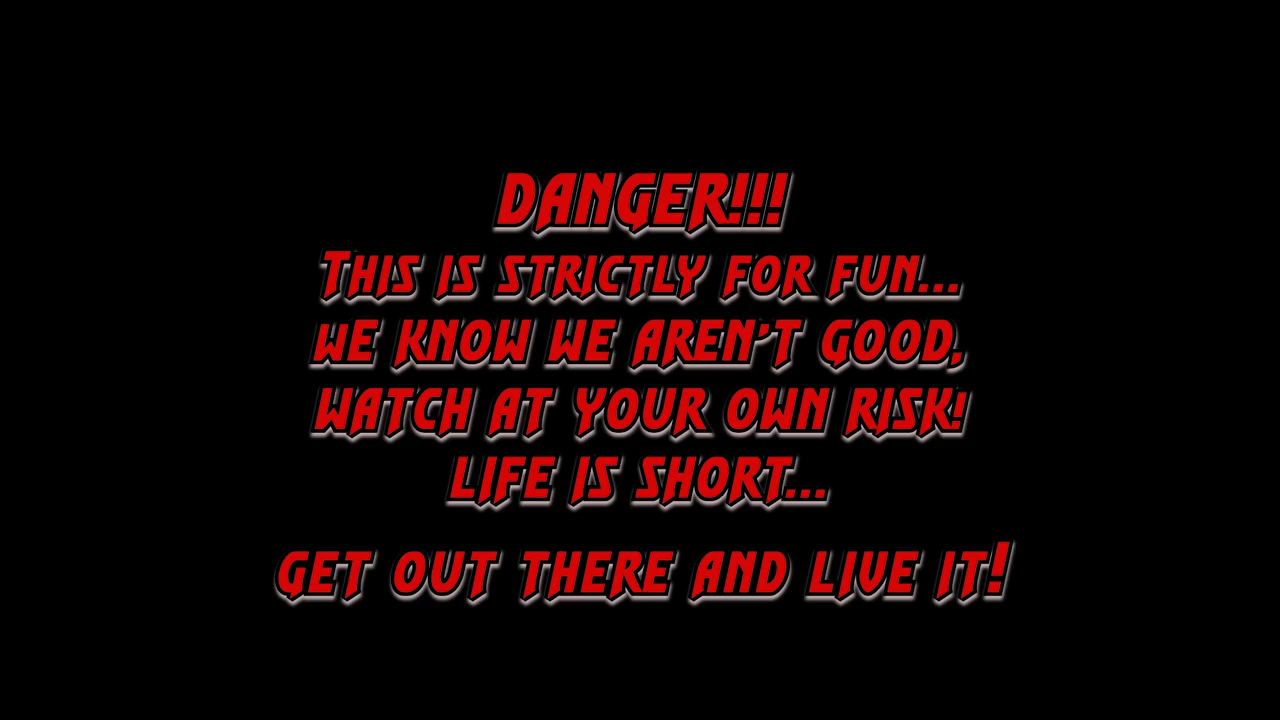 DANGER!!!
This is strictly for fun...
we know we aren't good,
watch at your own risk!
life is short...
get out there and live it!